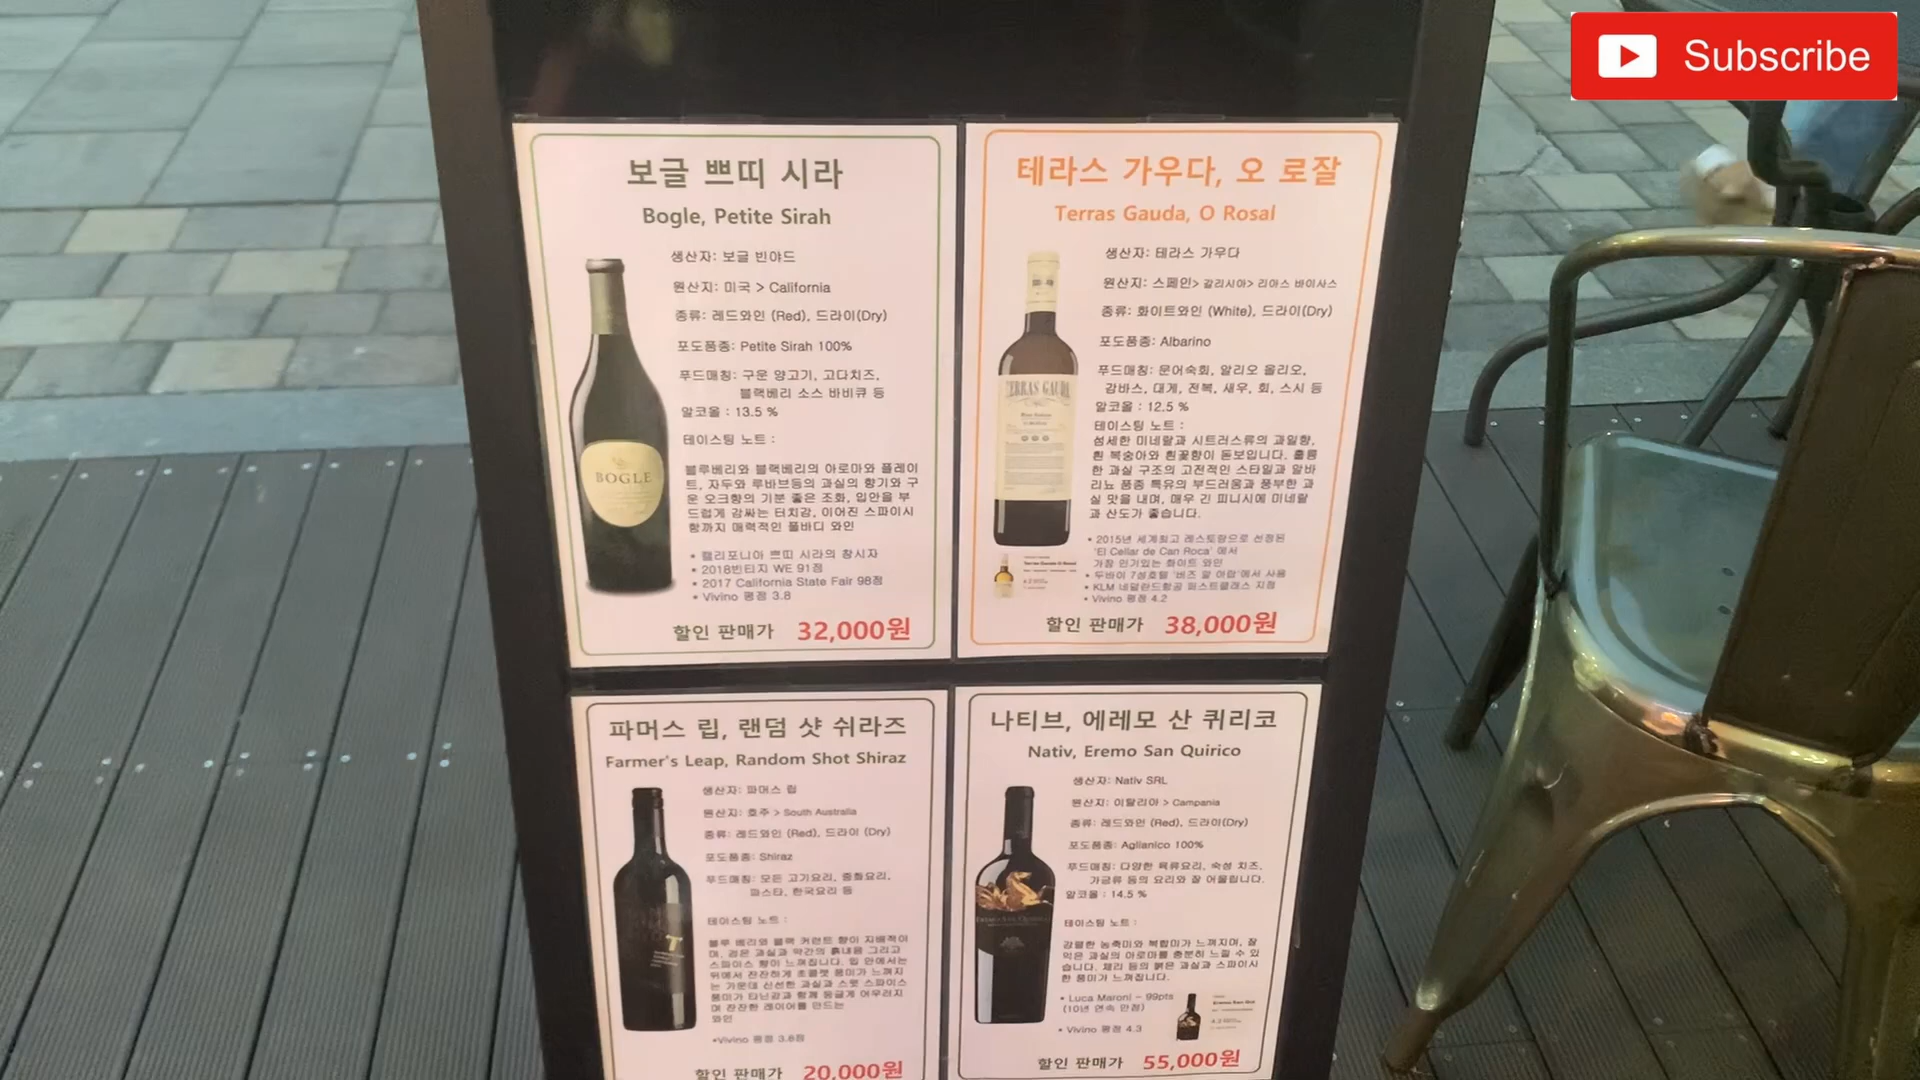 Subscribe
보글 쁘띠 시라
Bogle, Petite Sirah
생산자: 보글 빈야드
원산지: 미국 > California
종류: 레드와인 (Red), 드라이(Dry)
포도품종: Petite Sirah 100%
푸드매칭: 구운 양고기, 고다치즈,
블랙베리 소스 바비큐 등
알코올 : 13.5 %
테이스팅 노트 :
블루베리와 블랙베리의 아로마와 플레이
트, 자두와 루바브등의 과실의 향기와 구
운 오크향의 기분 좋은 조화, 입안을 부
드럽게 감싸는 터치감, 이어진 스파이시
함까지 매력적인 풀바디 와인
• 캘리포니아 쁘띠 시라의 창시자
• 2018빈티지 WE 91점
• 2017 California State Fair 98점
• Vivino 평점 3.8
할인 판매가 32,000원
BOGLE
테라스 가우다, 오 로잘
Terras Gauda, O Rosal
생산자: 테라스 가우다
원산지: 스페인> 갈리시아> 리아스 바이사스
종류: 화이트와인 (White), 드라이(Dry)
포도품종: Albarino
푸드매칭: 문어숙회, 알리오 올리오,
감바스, 대게, 전복, 새우, 회, 스시 등
알코올 : 12.5 %
테이스팅 노트 :
섬세한 미네랄과 시트러스류의 과일향,
흰 복숭아와 흰꽃향이 돋보입니다. 훌륭
한 과실 구조의 고전적인 스타일과 알바
리뇨 품종 특유의 부드러움과 풍부한 과
실 맛을 내며, 매우 긴 피니시에 미네랄
과 산도가 좋습니다.
• 2015년 세계최고 레스토랑으로 선정된
'El Cellar de Can Roca' 에서
가장 인기있는 화이트 와인
• 두바이 7성호텔 '버즈 알 아랍'에서 사용
• KLM 네덜란드항공 퍼스트클래스 지정
• Vivino 평점 4.2
할인 판매가 38,000원
TERRAS GAUDA
Terras Gauda O Rosal
파머스 립, 랜덤 샷 쉬라즈
Farmer's Leap, Random Shot Shiraz
생산자: 파머스 립
원산지: 호주 > South Australia
종류: 레드와인 (Red), 드라이 (Dry)
포도품종: Shiraz
푸드매칭: 모든 고기요리, 중화요리,
파스타, 한국요리 등
테이스팅 노트 :
블루 베리와 블랙 커런트 향이 지배적이
며, 검은 과실과 약간의 흙내음 그리고
스파이스 향이 느껴집니다. 입 안에서는
뒤에서 잔잔하게 초콜렛 풍미가 느껴지
는 가운데 신선한 과실과 스윗 스파이스
풍미가 타닌감과 함께 둥글게 어우러지
며 잔잔한 레이어를 만드는
와인
•Vivino 평점 3.8점
할인 판매가 20,000원
나티브, 에레모 산 퀴리코
Nativ, Eremo San Quirico
생산자: Nativ SRL
원산지: 이탈리아 > Campania
종류: 레드와인 (Red), 드라이(Dry)
포도품종: Aglianico 100%
푸드매칭: 다양한 육류요리, 숙성 치즈,
가금류 등의 요리와 잘 어울립니다.
알코올 : 14.5 %
테이스팅 노트 :
강렬한 농축미와 복합미가 느껴지며, 잘
익은 과실의 아로마를 충분히 느낄 수 있
습니다. 체리 등의 붉은 과실과 스파이시
한 풍미가 느껴집니다.
• Luca Maroni - 99pts
(10년 연속 만점)
• Vivino 평점 4.3
할인 판매가 55,000원